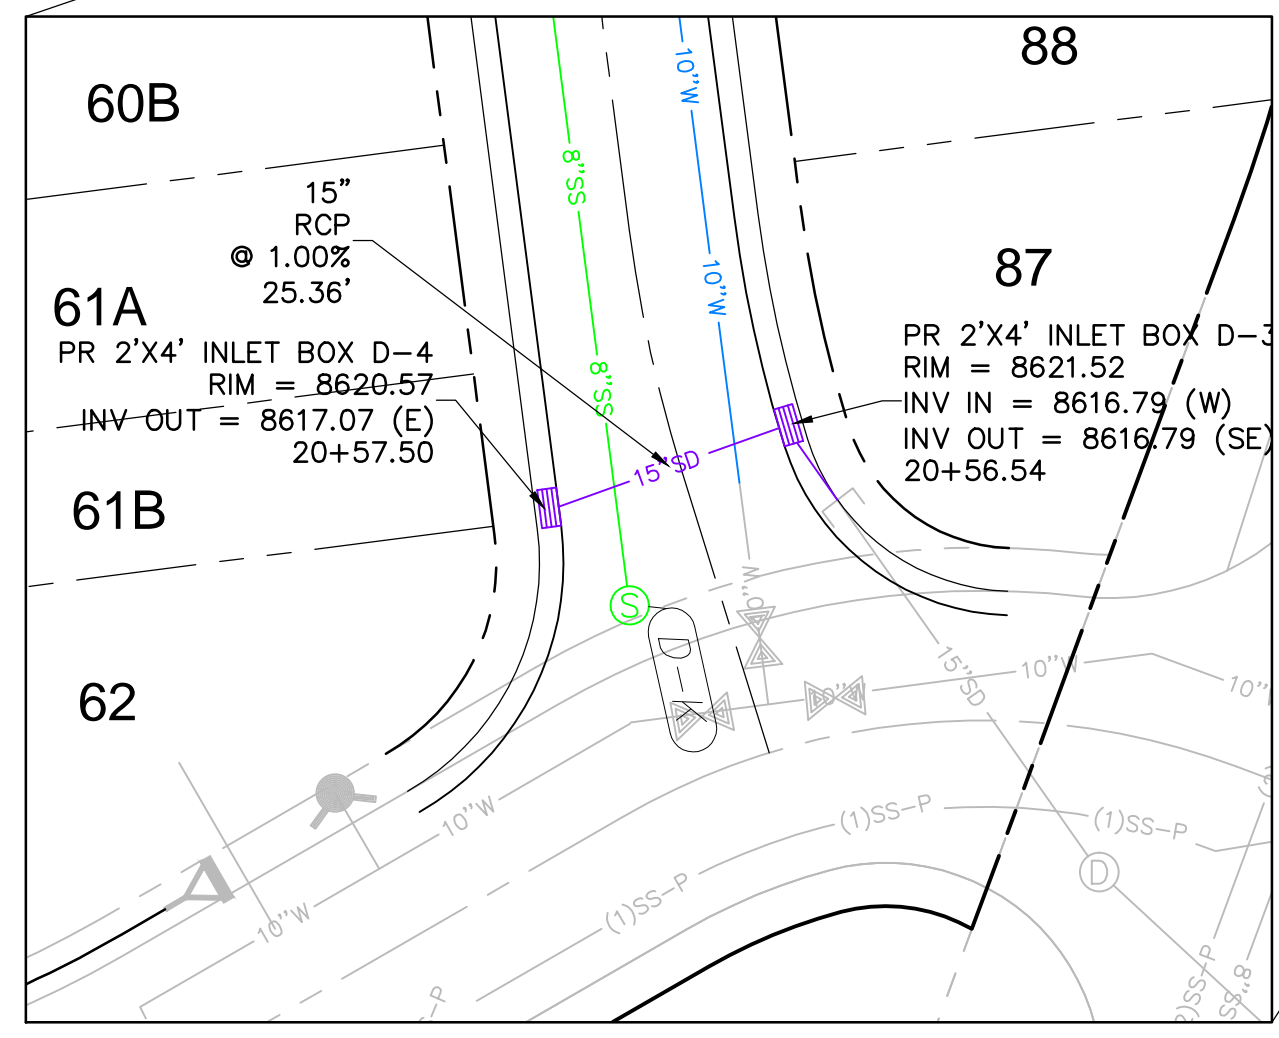 88
60B
10"W
8"SS
15"
RCP
@ 1.00%
25.36'
87
10"W
61A
PR 2'X4' INLET BOX D-4
RIM = 8620.57
INV OUT = 8617.07 (E)
20+57.50
PR 2'X4' INLET BOX D-3
RIM = 8621.52
INV IN = 8616.79 (W)
INV OUT = 8616.79 (SE)
20+56.54
8"SS
15"SD
61B
S
D-K
62
15"SD
10"W
10"
10"W
(1)SS-P
(1)SS-P
D
(1)SS-P
10"W
8"SS